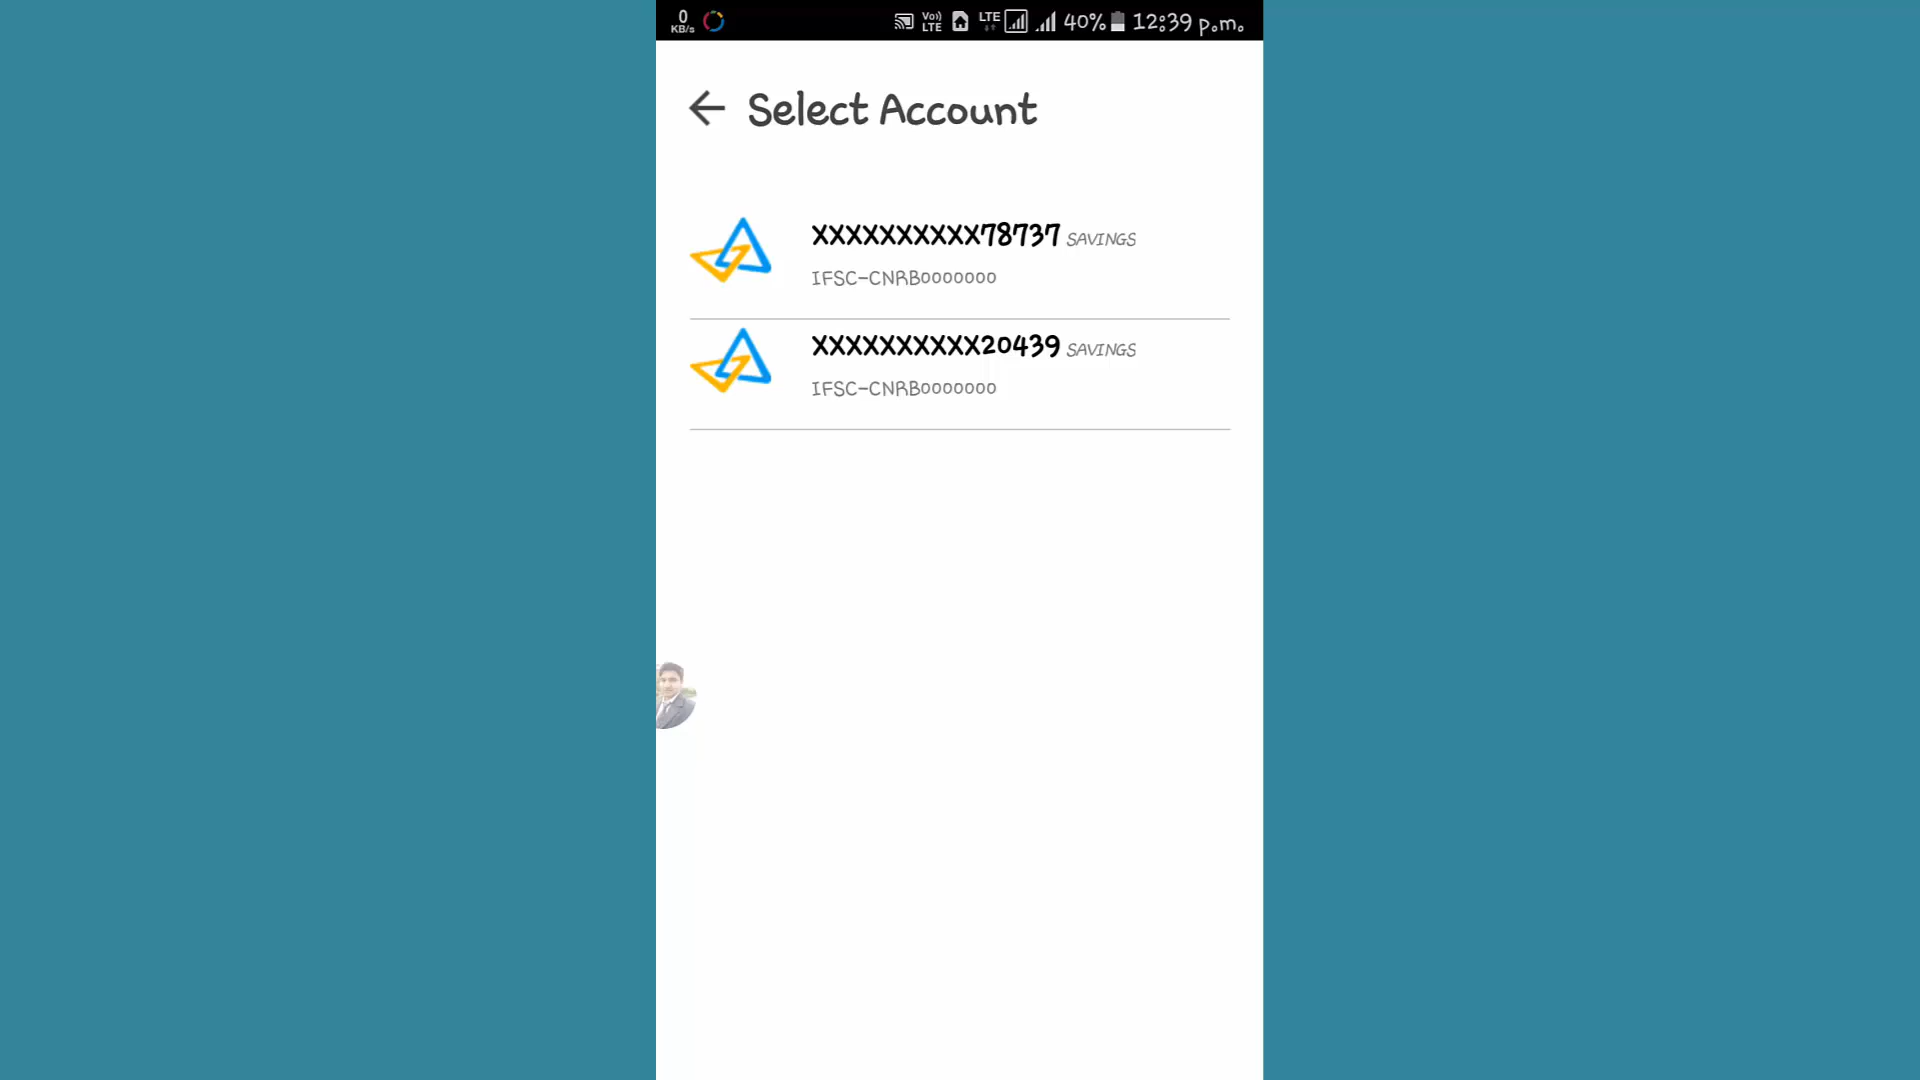 0 KB/s Vo)) LTE LTE 40% 12:39 p.m.
Select Account
XXXXXXXXXX78737 SAVINGS
IFSC-CNRB0000000
XXXXXXXXXX20439 SAVINGS
IFSC-CNRB0000000